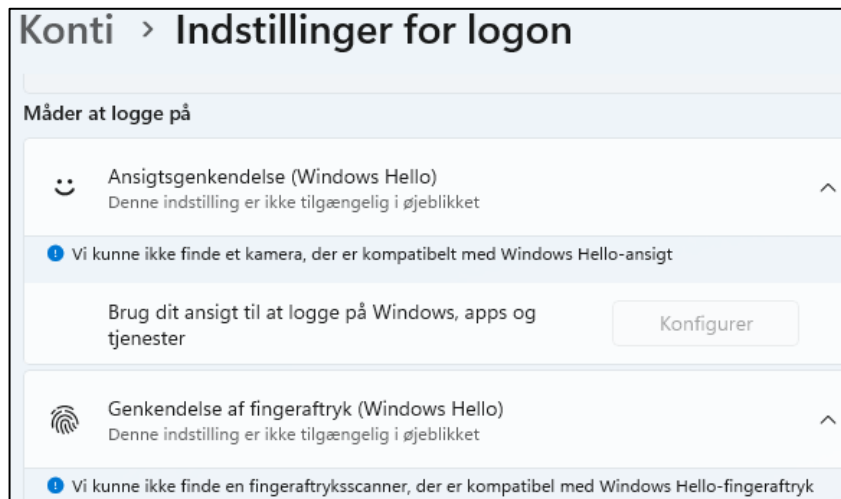 Konti > Indstillinger for logon
Måder at logge på
Ansigtsgenkendelse (Windows Hello)
Denne indstilling er ikke tilgængelig i øjeblikket
Vi kunne ikke finde et kamera, der er kompatibelt med Windows Hello-ansigt
Brug dit ansigt til at logge på Windows, apps og
tjenester
Konfigurer
Genkendelse af fingeraftryk (Windows Hello)
Denne indstilling er ikke tilgængelig i øjeblikket
Vi kunne ikke finde en fingeraftryksscanner, der er kompatibel med Windows Hello-fingeraftryk